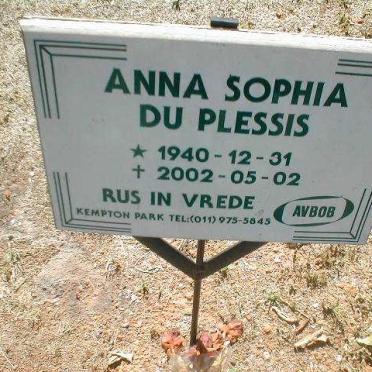 ANNA SOPHIA
DU PLESSIS
★ 1940-12-31
✝ 2002-05-02
RUS IN VREDE
AVBOB
KEMPTON PARK TEL:(011) 975-5845